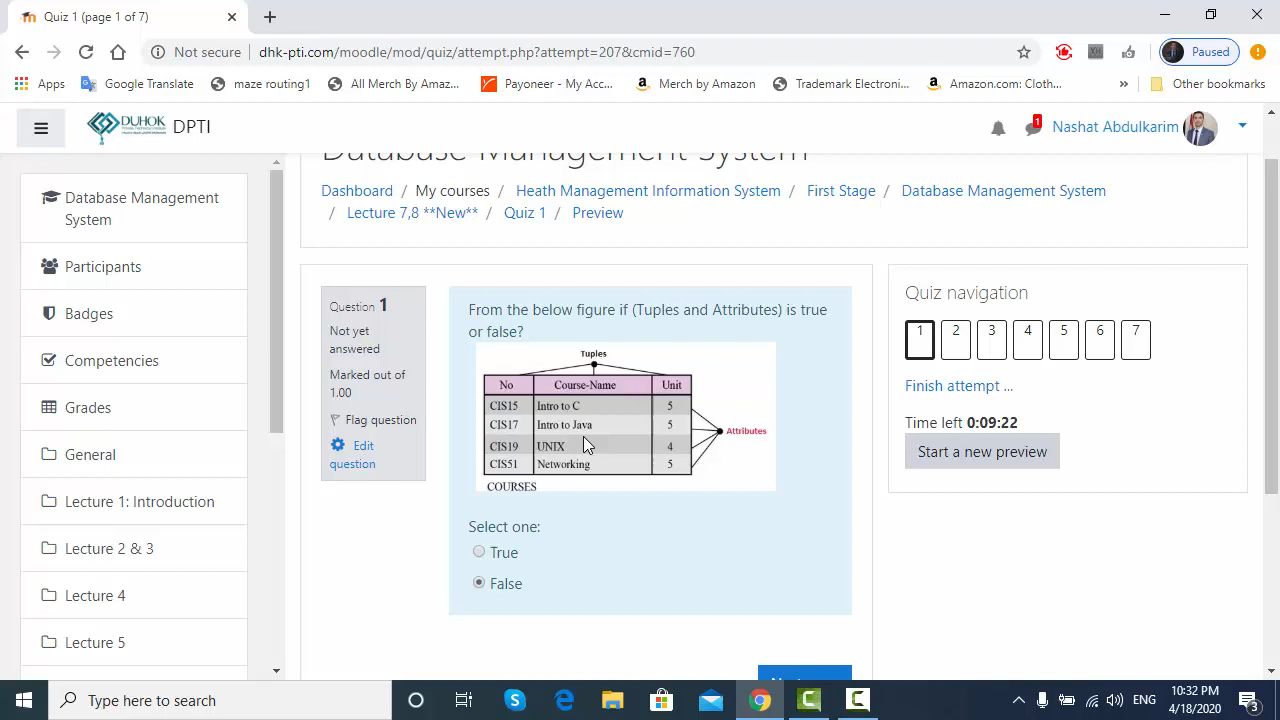 Quiz 1 (page 1 of 7)
Not secure
dhk-pti.com/moodle/mod/quiz/attempt.php?attempt=207&cmid=760
Paused
Apps
Google Translate
maze routing1
All Merch By Amaz...
Payoneer - My Acc...
Merch by Amazon
Trademark Electroni...
Amazon.com: Cloth...
»
Other bookmarks
DUHOK
DPTI
1
Nashat Abdulkarim
Database Management System
Dashboard / My courses / Heath Management Information System / First Stage / Database Management System
/ Lecture 7,8 **New** / Quiz 1 / Preview
Database Management
System
Participants
Badges
Competencies
Grades
General
Lecture 1: Introduction
Lecture 2 & 3
Lecture 4
Lecture 5
Question 1
Not yet
answered
Marked out of
1.00
Flag question
Edit
question
From the below figure if (Tuples and Attributes) is true
or false?
Tuples
No Course-Name Unit
CIS15 Intro to C 5
CIS17 Intro to Java 5
CIS19 UNIX 4
CIS51 Networking 5
Attributes
COURSES
Select one:
True
False
Quiz navigation
1 2 3 4 5 6 7
Finish attempt ...
Time left 0:09:22
Start a new preview
Type here to search
ENG
10:32 PM
4/18/2020
3